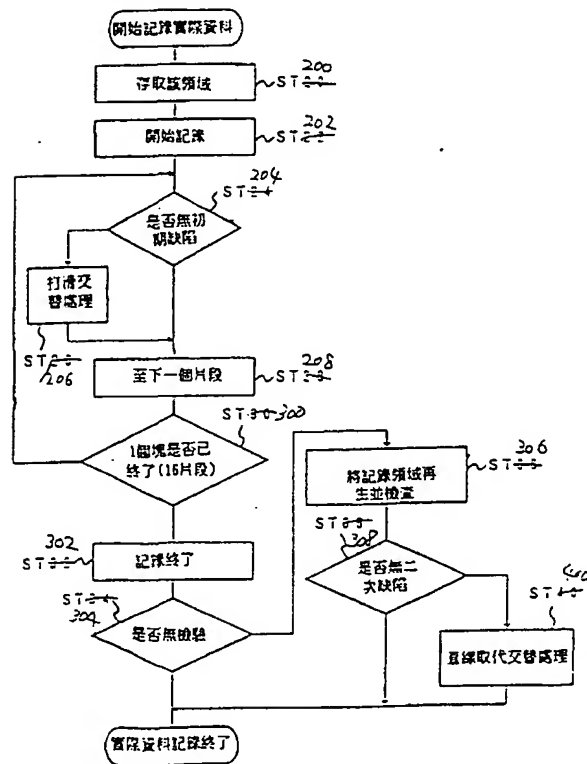 開始記錄實際資料
存取該領域
ST 200
開始記錄
ST 202
ST 204
是否無初
期缺陷
打滑交
替處理
ST
206
至下一個片段
ST 208
ST 300
1個塊是否已
終了(16片段)
302
ST
記錄終了
ST
304
是否無檢驗
將記錄領域再
生並檢查
306
ST
ST
308
是否無二
次缺陷
ST
直線取代交替處理
實際資料記錄終了